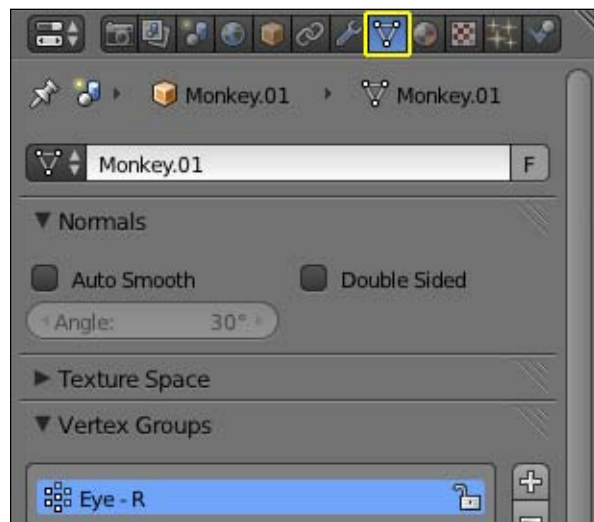 Monkey.01 Monkey.01
Monkey.01 F
Normals
Auto Smooth Double Sided
Angle: 30°
Texture Space
Vertex Groups
Eye - R